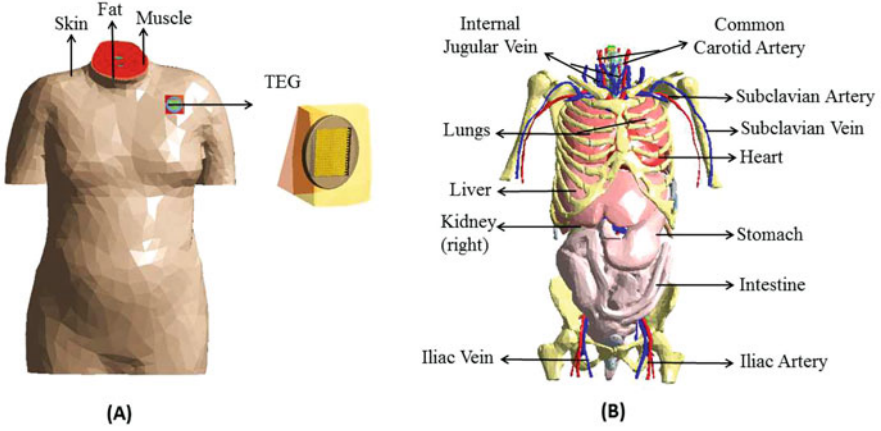 Skin
Fat
Muscle
TEG
(A)
Internal
Jugular Vein
Common
Carotid Artery
Subclavian Artery
Subclavian Vein
Lungs
Heart
Liver
Kidney
(right)
Stomach
Intestine
Iliac Vein
Iliac Artery
(B)